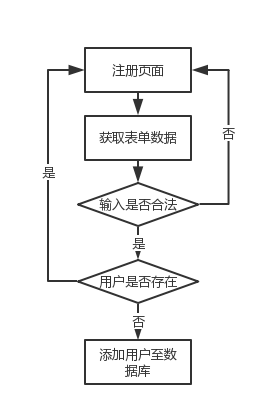 注册页面
获取表单数据
否
是
输入是否合法
是
用户是否存在
否
添加用户至数
据库